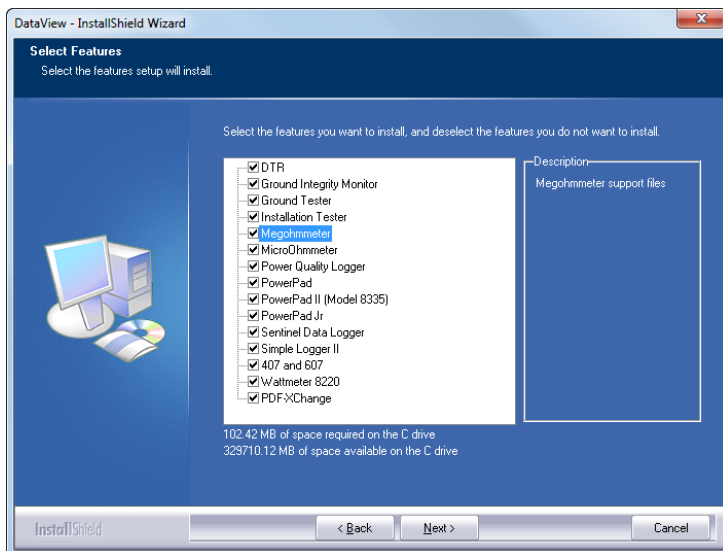 DataView - InstallShield Wizard
Select Features
Select the features setup will install.
Select the features you want to install, and deselect the features you do not want to install.
DTR
Ground Integrity Monitor
Ground Tester
Installation Tester
Megohmmeter
MicroOhmmeter
Power Quality Logger
PowerPad
PowerPad II (Model 8335)
PowerPad Jr
Sentinel Data Logger
Simple Logger II
407 and 607
Wattmeter 8220
PDF-XChange
Description
Megohmmeter support files
102.42 MB of space required on the C drive
329710.12 MB of space available on the C drive
InstallShield
< Back
Next >
Cancel